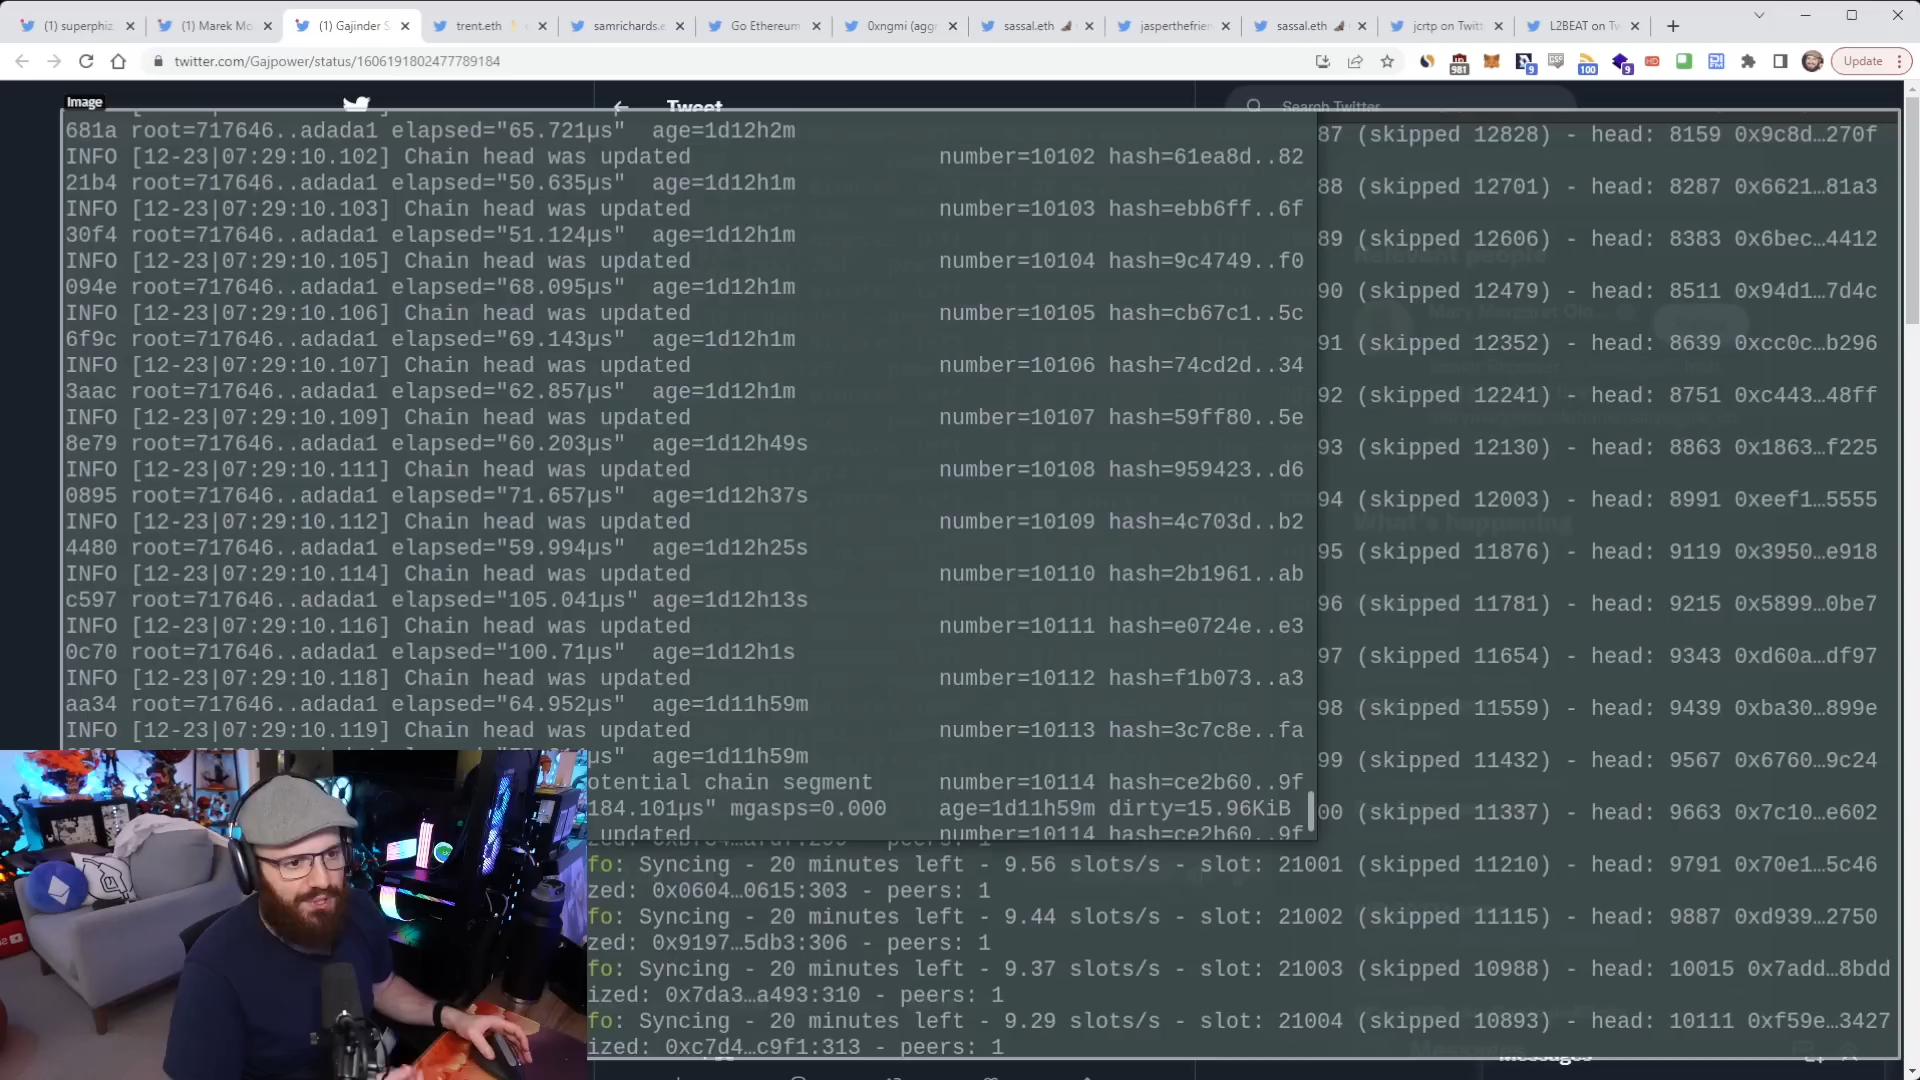 (1) superphiz
(1) Marek Mo
(1) Gajinder S
trent.eth
samrichards.e
Go Ethereum
0xngmi (aggr
sassal.eth
jasperthefrien
sassal.eth
jcrtp on Twitt
L2BEAT on Tw
twitter.com/Gajpower/status/1606191802477789184
981
9
CSP
100
9
HD
Update
Image
Tweet
Search Twitter
681a root=717646..adada1 elapsed="65.721µs" age=1d12h2m
INFO [12-23|07:29:10.102] Chain head was updated number=10102 hash=61ea8d..82
21b4 root=717646..adada1 elapsed="50.635µs" age=1d12h1m
INFO [12-23|07:29:10.103] Chain head was updated number=10103 hash=ebb6ff..6f
30f4 root=717646..adada1 elapsed="51.124µs" age=1d12h1m
INFO [12-23|07:29:10.105] Chain head was updated number=10104 hash=9c4749..f0
094e root=717646..adada1 elapsed="68.095µs" age=1d12h1m
INFO [12-23|07:29:10.106] Chain head was updated number=10105 hash=cb67c1..5c
6f9c root=717646..adada1 elapsed="69.143µs" age=1d12h1m
INFO [12-23|07:29:10.107] Chain head was updated number=10106 hash=74cd2d..34
3aac root=717646..adada1 elapsed="62.857µs" age=1d12h1m
INFO [12-23|07:29:10.109] Chain head was updated number=10107 hash=59ff80..5e
8e79 root=717646..adada1 elapsed="60.203µs" age=1d12h49s
INFO [12-23|07:29:10.111] Chain head was updated number=10108 hash=959423..d6
0895 root=717646..adada1 elapsed="71.657µs" age=1d12h37s
INFO [12-23|07:29:10.112] Chain head was updated number=10109 hash=4c703d..b2
4480 root=717646..adada1 elapsed="59.994µs" age=1d12h25s
INFO [12-23|07:29:10.114] Chain head was updated number=10110 hash=2b1961..ab
c597 root=717646..adada1 elapsed="105.041µs" age=1d12h13s
INFO [12-23|07:29:10.116] Chain head was updated number=10111 hash=e0724e..e3
0c70 root=717646..adada1 elapsed="100.71µs" age=1d12h1s
INFO [12-23|07:29:10.118] Chain head was updated number=10112 hash=f1b073..a3
aa34 root=717646..adada1 elapsed="64.952µs" age=1d11h59m
INFO [12-23|07:29:10.119] Chain head was updated number=10113 hash=3c7c8e..fa
s" age=1d11h59m
otential chain segment number=10114 hash=ce2b60..9f
184.101µs" mgasps=0.000 age=1d11h59m dirty=15.96KiB
updated number=10114 hash=ce2b60..9f
87 (skipped 12828) - head: 8159 0x9c8d…270f
88 (skipped 12701) - head: 8287 0x6621…81a3
89 (skipped 12606) - head: 8383 0x6bec…4412
Relevant people
90 (skipped 12479) - head: 8511 0x94d1…7d4c
Mary Margaret Olo...
91 (skipped 12352) - head: 8639 0xcc0c…b296
92 (skipped 12241) - head: 8751 0xc443…48ff
93 (skipped 12130) - head: 8863 0x1863…f225
94 (skipped 12003) - head: 8991 0xeef1…5555
What's happening
95 (skipped 11876) - head: 9119 0x3950…e918
96 (skipped 11781) - head: 9215 0x5899…0be7
97 (skipped 11654) - head: 9343 0xd60a…df97
98 (skipped 11559) - head: 9439 0xba30…899e
99 (skipped 11432) - head: 9567 0x6760…9c24
00 (skipped 11337) - head: 9663 0x7c10…e602
fo: Syncing - 20 minutes left - 9.56 slots/s - slot: 21001 (skipped 11210) - head: 9791 0x70e1…5c46
ized: 0x0604…0615:303 - peers: 1
fo: Syncing - 20 minutes left - 9.44 slots/s - slot: 21002 (skipped 11115) - head: 9887 0xd939…2750
ized: 0x9197…5db3:306 - peers: 1
fo: Syncing - 20 minutes left - 9.37 slots/s - slot: 21003 (skipped 10988) - head: 10015 0x7add…8bdd
ized: 0x7da3…a493:310 - peers: 1
fo: Syncing - 20 minutes left - 9.29 slots/s - slot: 21004 (skipped 10893) - head: 10111 0xf59e…3427
ized: 0xc7d4…c9f1:313 - peers: 1
Messages